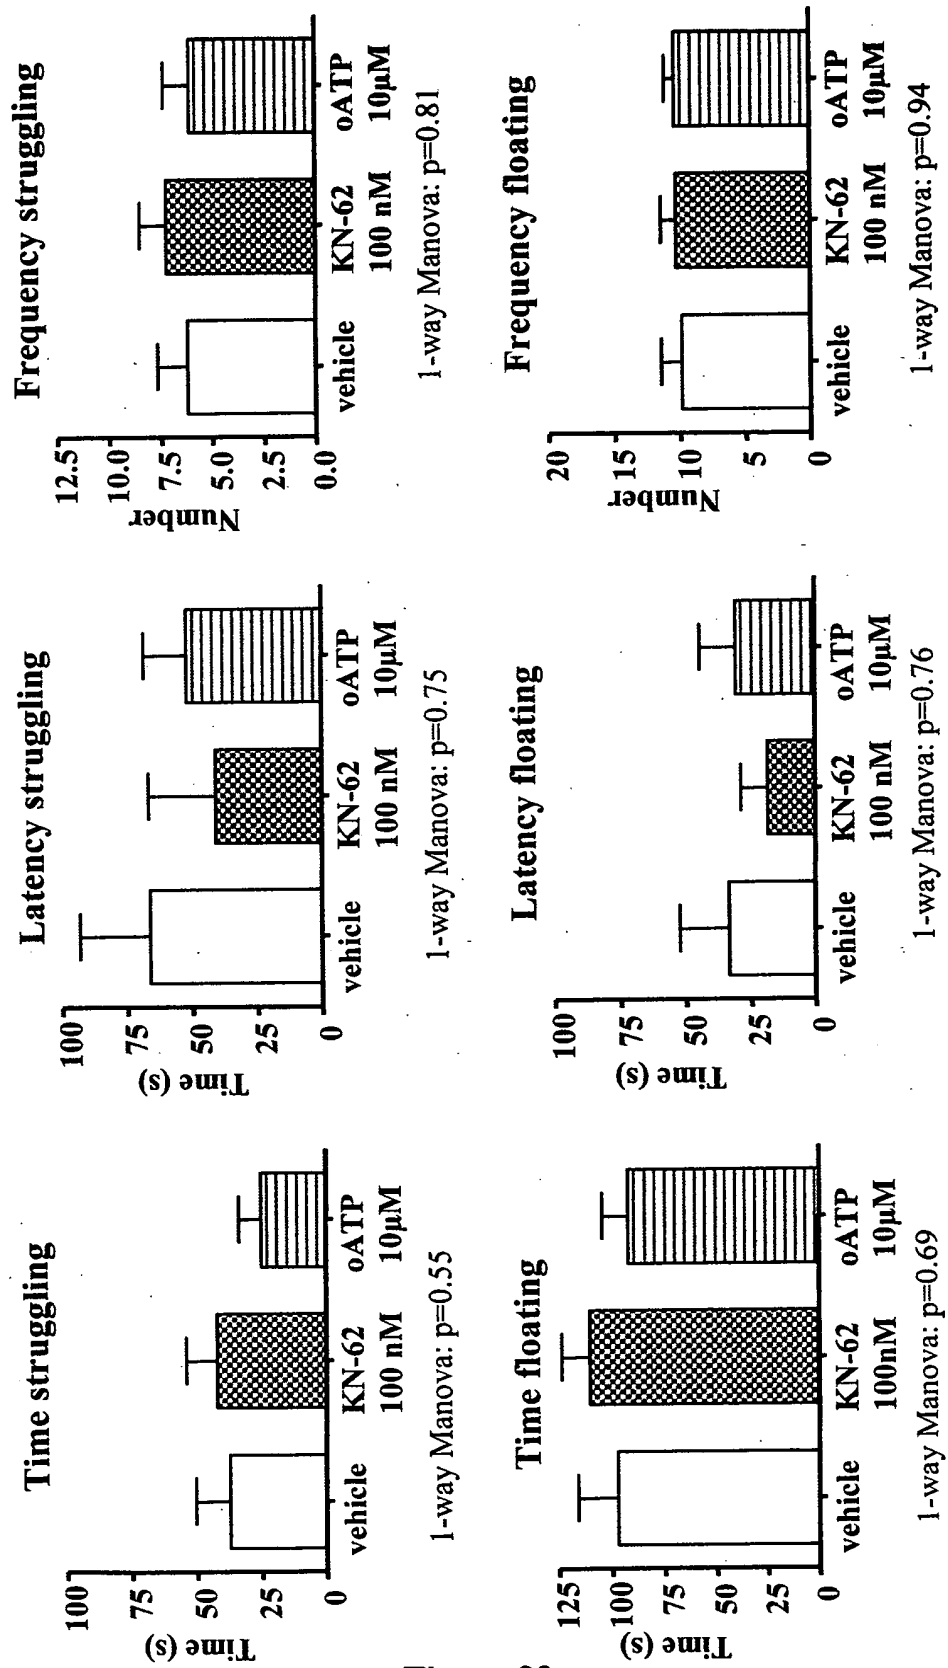 Time struggling
Time (s)
100
75
50
25
0
vehicle
KN-62
100 nM
oATP
10µM
1-way Manova: p=0.55
Latency struggling
Time (s)
100
75
50
25
0
vehicle
KN-62
100 nM
oATP
10µM
1-way Manova: p=0.75
Frequency struggling
Number
12.5
10.0
7.5
5.0
2.5
0.0
vehicle
KN-62
100 nM
oATP
10µM
1-way Manova: p=0.81
Time floating
Time (s)
125
100
75
50
25
0
vehicle
KN-62
100nM
oATP
10µM
1-way Manova: p=0.69
Latency floating
Time (s)
100
75
50
25
0
vehicle
KN-62
100 nM
oATP
10µM
1-way Manova: p=0.76
Frequency floating
Number
20
15
10
5
0
vehicle
KN-62
100 nM
oATP
10µM
1-way Manova: p=0.94